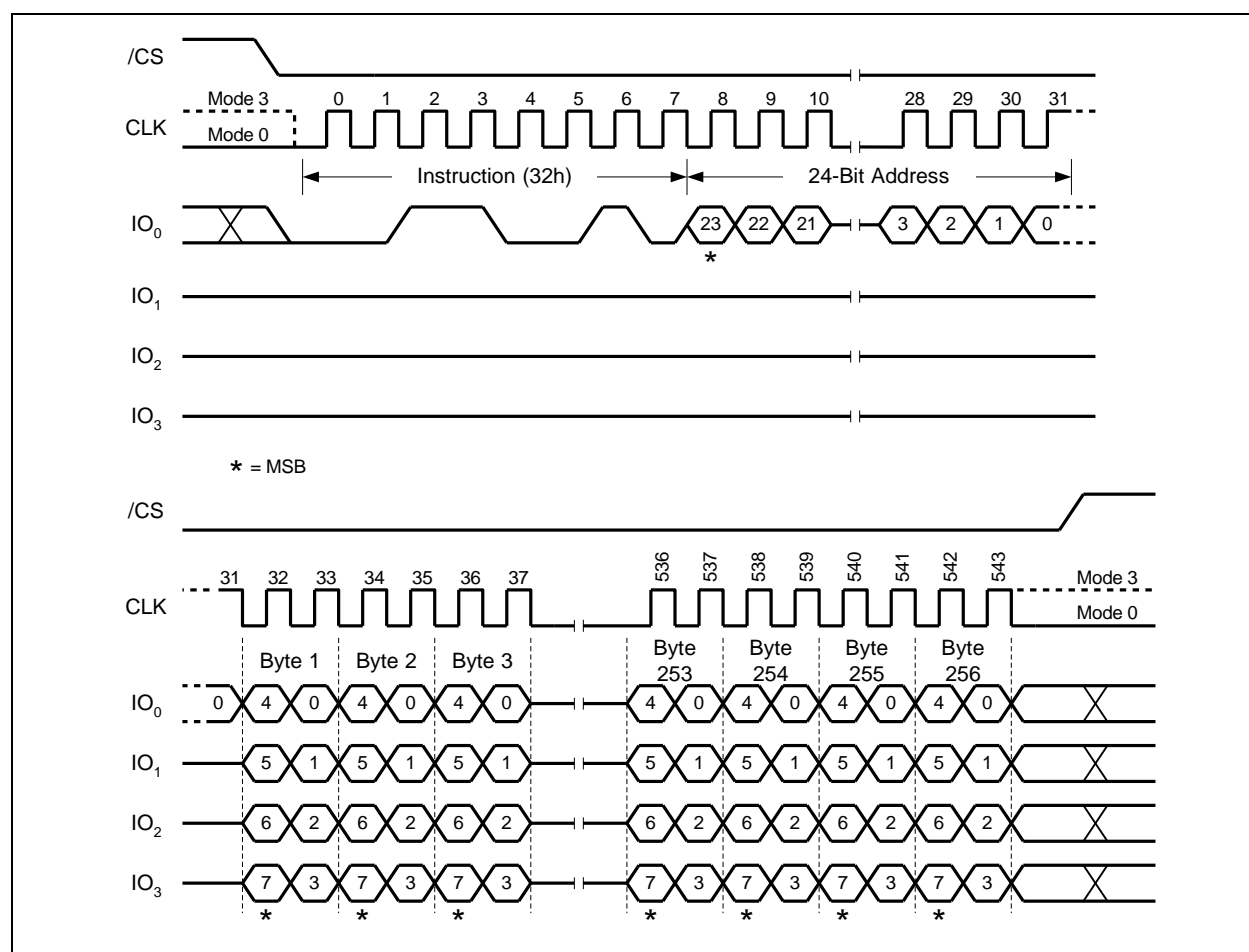 /CS
Mode 3 0 1 2 3 4 5 6 7 8 9 10 28 29 30 31
CLK
Mode 0
Instruction (32h) 24-Bit Address
IO0 23 22 21 3 2 1 0
*
IO1
IO2
IO3
* = MSB
/CS
31 32 33 34 35 36 37 536 537 538 539 540 541 542 543 Mode 3
CLK
Mode 0
Byte 1 Byte 2 Byte 3 Byte 253 Byte 254 Byte 255 Byte 256
IO0 0 4 0 4 0 4 0 4 0 4 0 4 0 4 0
IO1 5 1 5 1 5 1 5 1 5 1 5 1 5 1
IO2 6 2 6 2 6 2 6 2 6 2 6 2 6 2
IO3 7 3 7 3 7 3 7 3 7 3 7 3 7 3
* * * * * * *